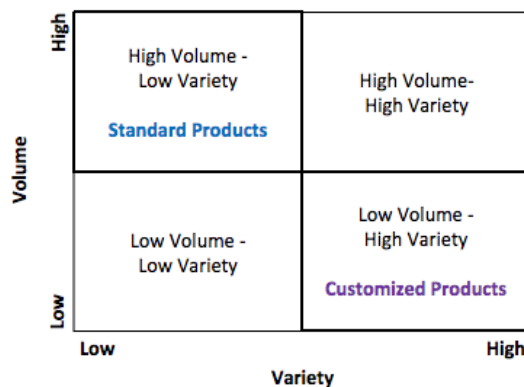 High
High Volume -
Low Variety
Standard Products
High Volume-
High Variety
Volume
Low Volume -
Low Variety
Low Volume -
High Variety
Customized Products
Low
Low
High
Variety